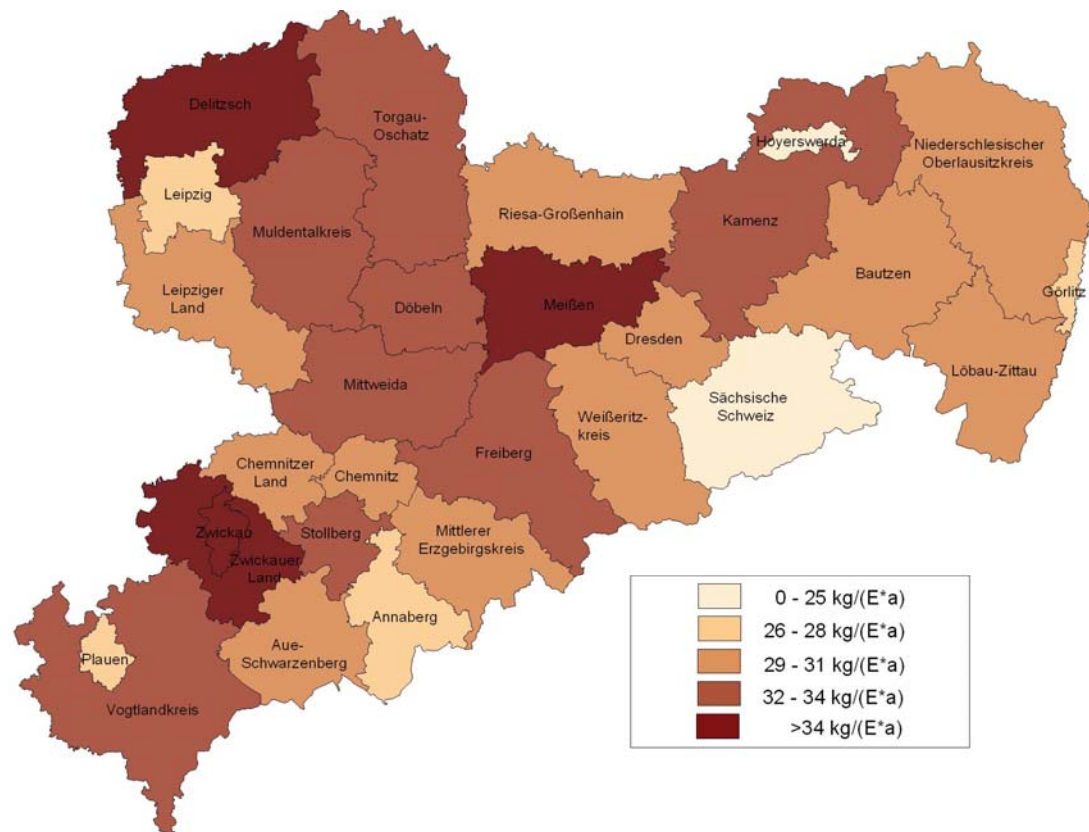 Delitzsch
Torgau-
Oschatz
Hoyerswerda
Niederschlesischer
Oberlausitzkreis
Leipzig
Riesa-Großenhain
Kamenz
Muldentalkreis
Bautzen
Leipziger
Land
Döbeln
Meißen
Görlitz
Dresden
Löbau-Zittau
Mittweida
Sächsische
Schweiz
Weißeritz-
kreis
Freiberg
Chemnitzer
Land
Chemnitz
Zwickau
Stollberg
Mittlerer
Erzgebirgskreis
Zwickauer
Land
Annaberg
Aue-
Schwarzenberg
Plauen
Vogtlandkreis
0 - 25 kg/(E*a)
26 - 28 kg/(E*a)
29 - 31 kg/(E*a)
32 - 34 kg/(E*a)
>34 kg/(E*a)